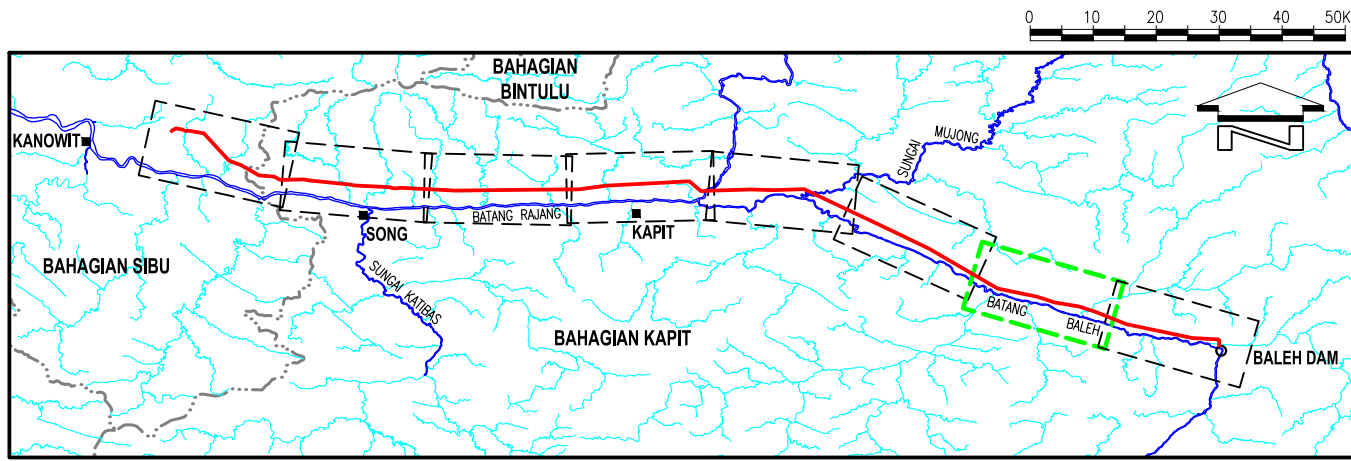 0 10 20 30 40 50K
BAHAGIAN
BINTULU
KANOWIT
SUNGAI MUJONG
BATANG RAJANG
SONG
KAPIT
BAHAGIAN SIBU
SUNGAI KATIBAS
BATANG
BALEH
BAHAGIAN KAPIT
BALEH DAM